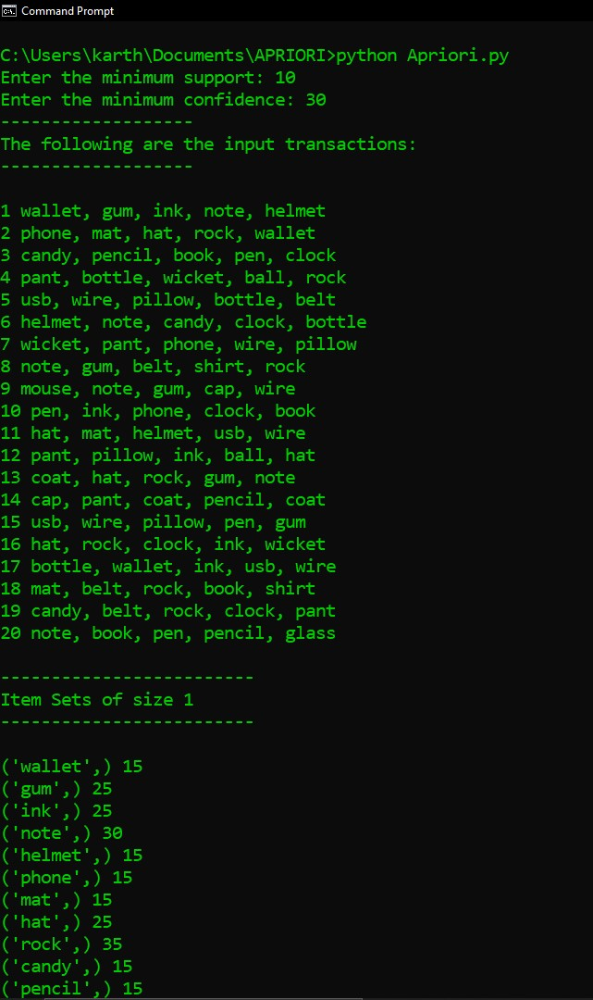 Command Prompt
C:\Users\karth\Documents\APRIORI>python Apriori.py
Enter the minimum support: 10
Enter the minimum confidence: 30
-------------------
The following are the input transactions:
-------------------
1 wallet, gum, ink, note, helmet
2 phone, mat, hat, rock, wallet
3 candy, pencil, book, pen, clock
4 pant, bottle, wicket, ball, rock
5 usb, wire, pillow, bottle, belt
6 helmet, note, candy, clock, bottle
7 wicket, pant, phone, wire, pillow
8 note, gum, belt, shirt, rock
9 mouse, note, gum, cap, wire
10 pen, ink, phone, clock, book
11 hat, mat, helmet, usb, wire
12 pant, pillow, ink, ball, hat
13 coat, hat, rock, gum, note
14 cap, pant, coat, pencil, coat
15 usb, wire, pillow, pen, gum
16 hat, rock, clock, ink, wicket
17 bottle, wallet, ink, usb, wire
18 mat, belt, rock, book, shirt
19 candy, belt, rock, clock, pant
20 note, book, pen, pencil, glass
-------------------------
Item Sets of size 1
-------------------------
('wallet',) 15
('gum',) 25
('ink',) 25
('note',) 30
('helmet',) 15
('phone',) 15
('mat',) 15
('hat',) 25
('rock',) 35
('candy',) 15
('pencil',) 15